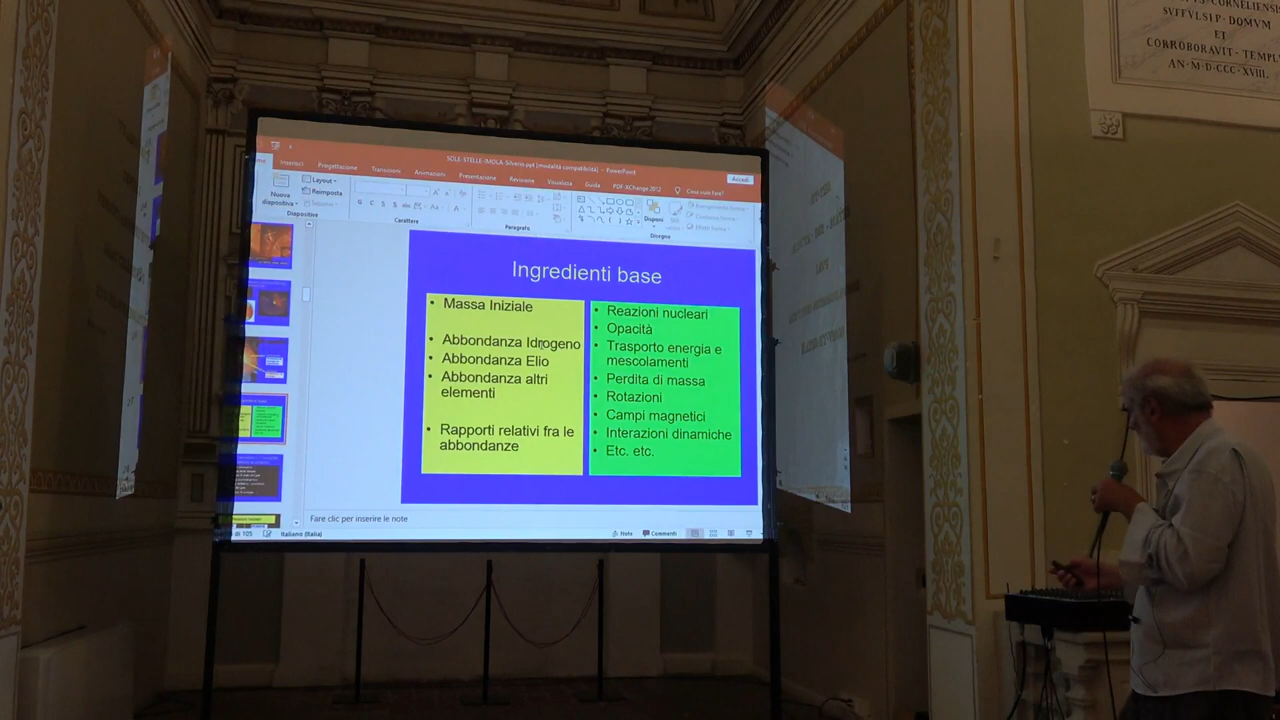 SOLE-STELLE (MOLA-Silvano.ppt [modalità compatibilità] - PowerPoint
Accedi
Inserisci Progettazione Transizioni Animazioni Presentazione Revisione Visualizza Guida PDF-XChange 2012 Cosa vuoi fare?
Nuova
diapositiva
Layout
Reimposta
Diapositive
Carattere
Paragrafo
Disponi
Disegno
Ingredienti base
• Massa Iniziale
• Abbondanza Idrogeno
• Abbondanza Elio
• Abbondanza altri
elementi
• Rapporti relativi fra le
abbondanze
• Reazioni nucleari
• Opacità
• Trasporto energia e
mescolamenti
• Perdita di massa
• Rotazioni
• Campi magnetici
• Interazioni dinamiche
• Etc. etc.
Fare clic per inserire le note
di 105
Italiano (Italia)
Note
Commenti
SVFFVLSIT · DOMVM
ET
CORROBORAVIT · TEMPL
AN · M · D · CCC · XVIII.